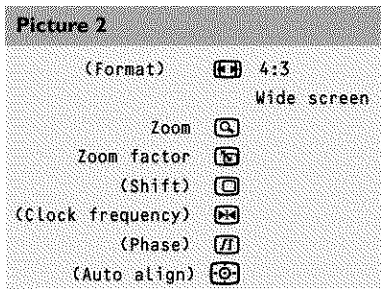 Picture 2
(Format) 4:3
Wide screen
Zoom
Zoom factor
(Shift)
(Clock frequency)
(Phase)
(Auto align)